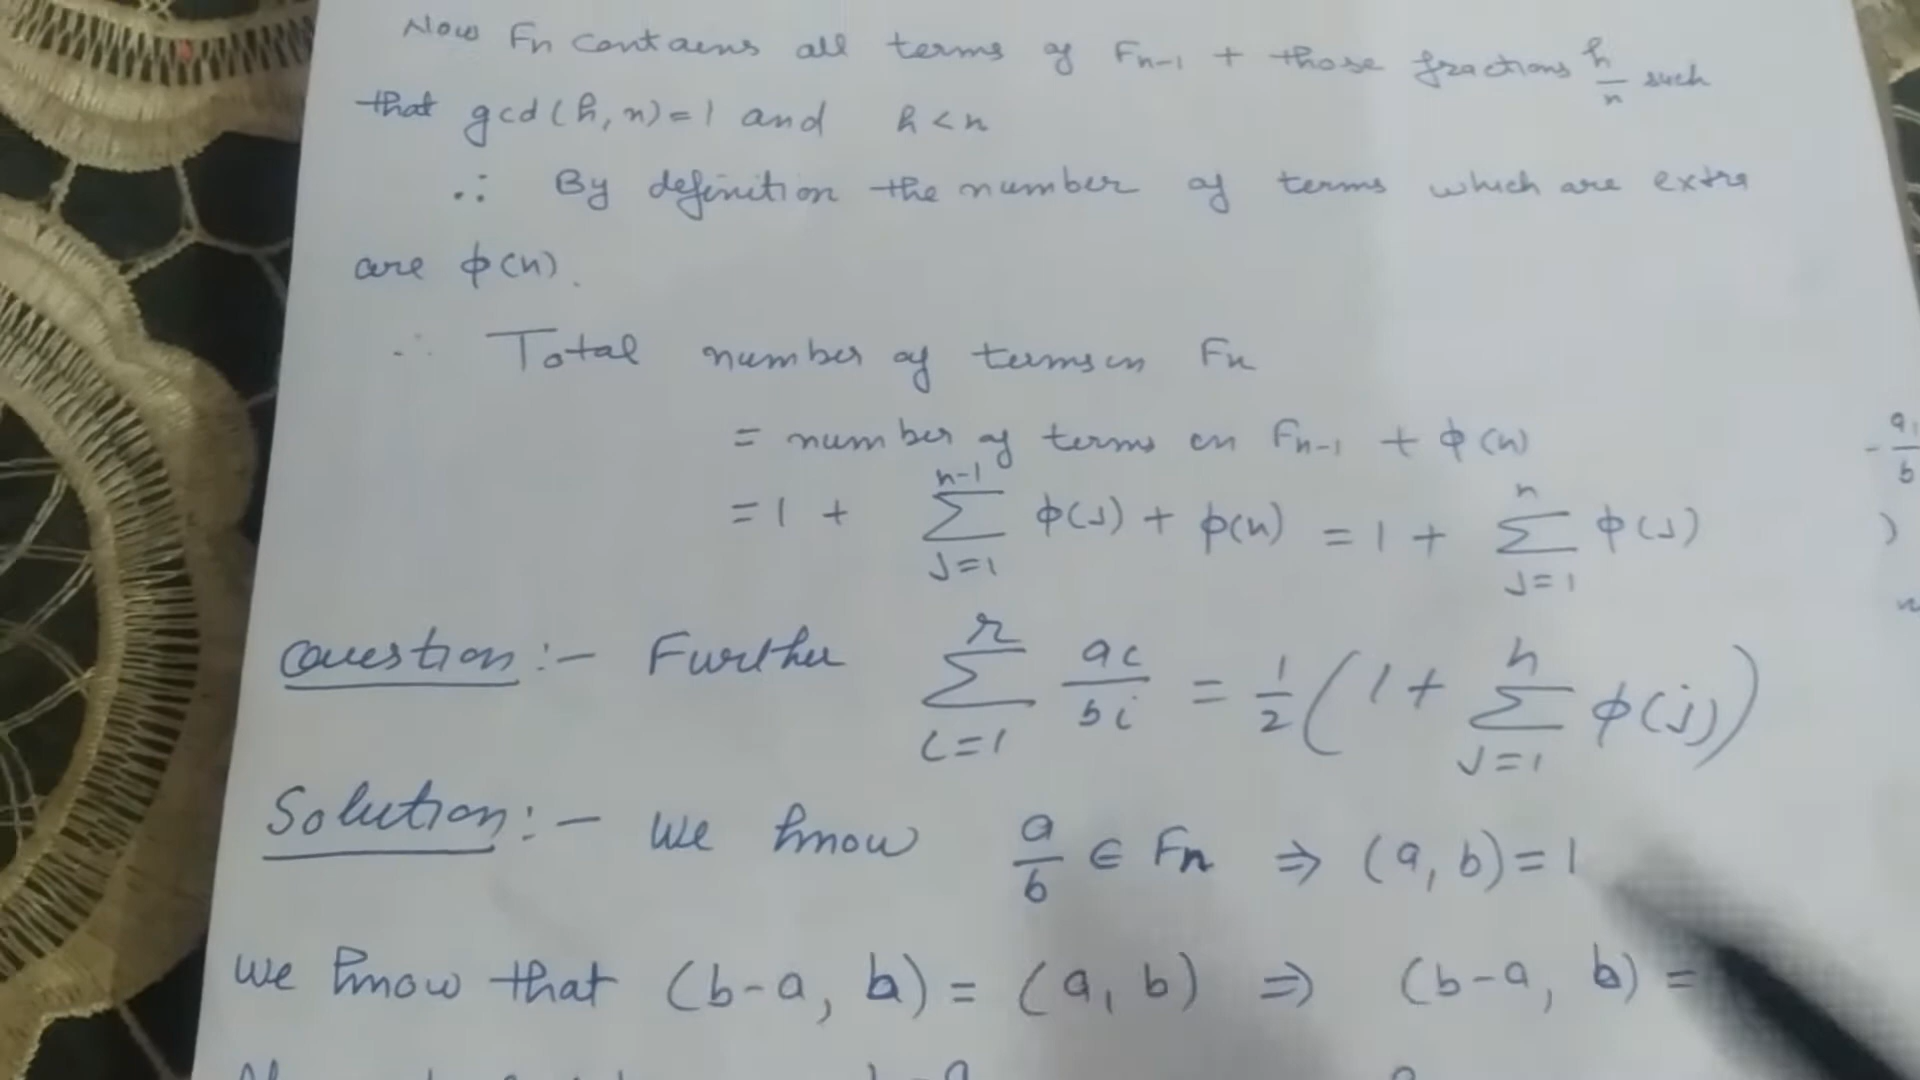 Now Fn contains all terms of Fn-1 + those fractions h/n such
that gcd(h, n)=1 and h<n
∴ By definition the number of terms which are extra
are φ(n).
∴ Total number of terms in Fn
= number of terms in Fn-1 + φ(n)
= 1 + Σ_{J=1}^{n-1} φ(J) + φ(n) = 1 + Σ_{J=1}^{n} φ(J)
Question:- Further Σ_{i=1}^{r} ai/bi = 1/2 (1 + Σ_{J=1}^{n} φ(j))
Solution:- We know a/b ∈ Fn ⇒ (a, b)=1
We know that (b-a, b) = (a, b) ⇒ (b-a, b) =